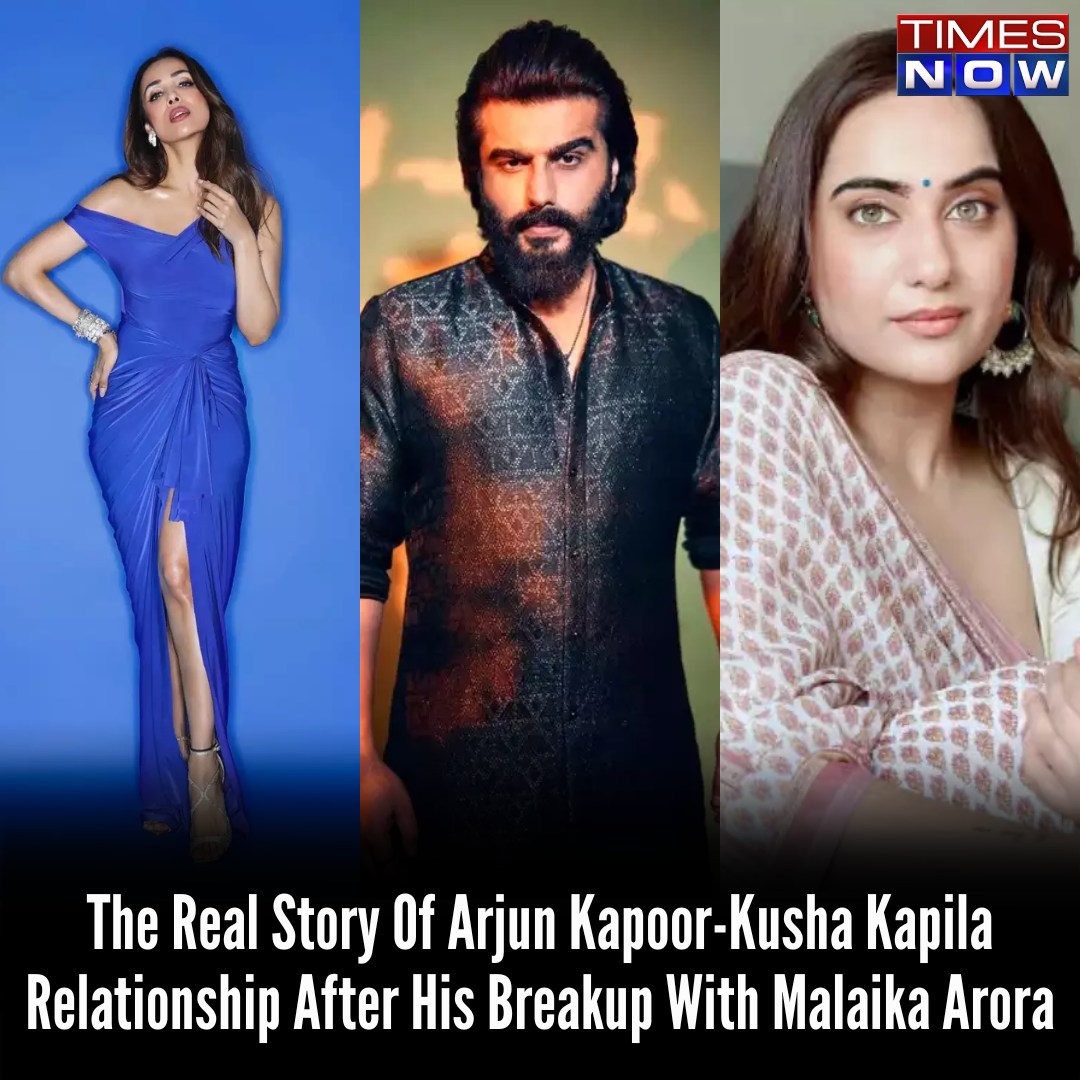 TIMES
NOW
The Real Story Of Arjun Kapoor-Kusha Kapila
Relationship After His Breakup With Malaika Arora